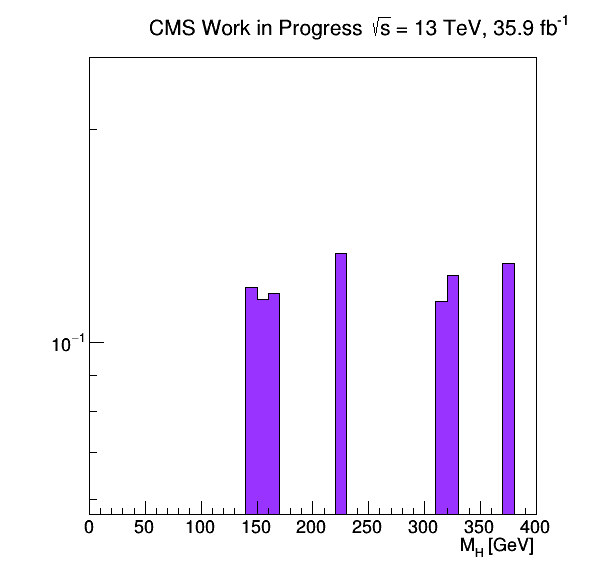 CMS Work in Progress √s = 13 TeV, 35.9 fb⁻¹
10⁻¹
0 50 100 150 200 250 300 350 400
M_H [GeV]